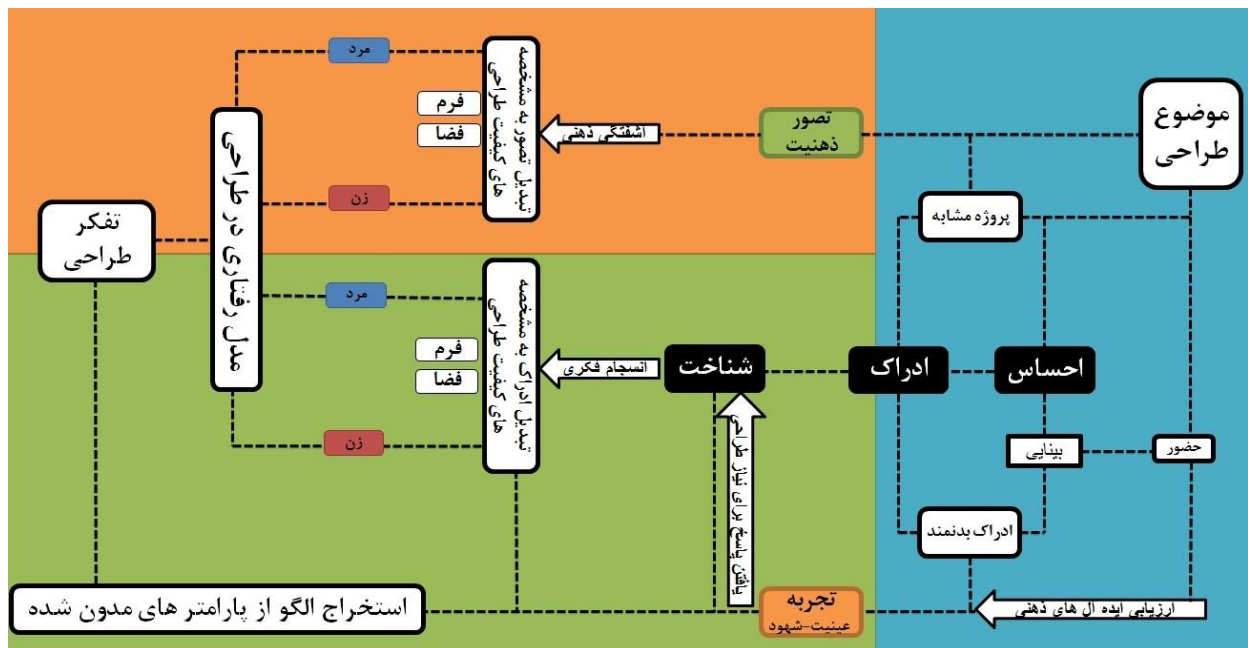 موضوع
طراحی
پروژه مشابه
احساس
ادراک
بینایی
حضور
ادراک بدنمند
ارزیابی ایده ال های ذهنی
تصور
ذهنیت
اشفتگی ذهنی
تبدیل تصور به مشخصه
های کیفیت طراحی
فرم
فضا
مرد
زن
شناخت
انسجام فکری
یافتن پاسخ برای نیاز طراحی
تجربه
عینیت-شهود
تبدیل ادراک به مشخصه
های کیفیت طراحی
فرم
فضا
مرد
زن
مدل رفتاری در طراحی
تفکر
طراحی
استخراج الگو از پارامتر های مدون شده